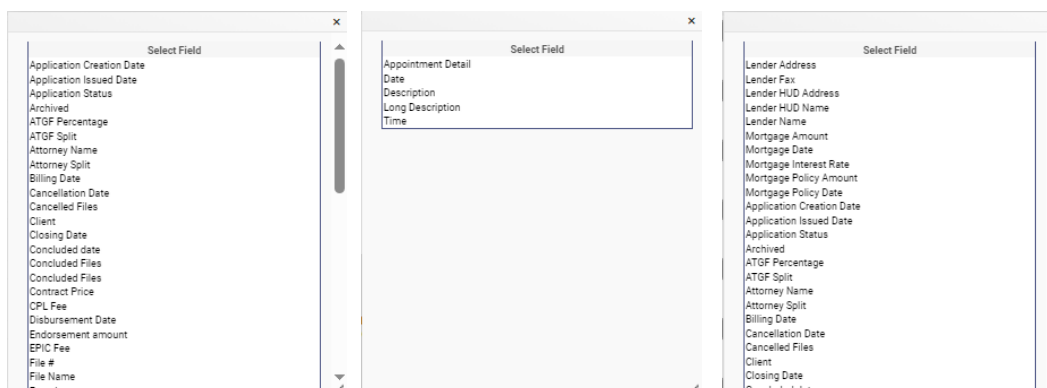 ×
Select Field
Application Creation Date
Application Issued Date
Application Status
Archived
ATGF Percentage
ATGF Split
Attorney Name
Attorney Split
Billing Date
Cancellation Date
Cancelled Files
Client
Closing Date
Concluded date
Concluded Files
Concluded Files
Contract Price
CPL Fee
Disbursement Date
Endorsement amount
EPIC Fee
File #
File Name
×
Select Field
Appointment Detail
Date
Description
Long Description
Time
Select Field
Lender Address
Lender Fax
Lender HUD Address
Lender HUD Name
Lender Name
Mortgage Amount
Mortgage Date
Mortgage Interest Rate
Mortgage Policy Amount
Mortgage Policy Date
Application Creation Date
Application Issued Date
Application Status
Archived
ATGF Percentage
ATGF Split
Attorney Name
Attorney Split
Billing Date
Cancellation Date
Cancelled Files
Client
Closing Date